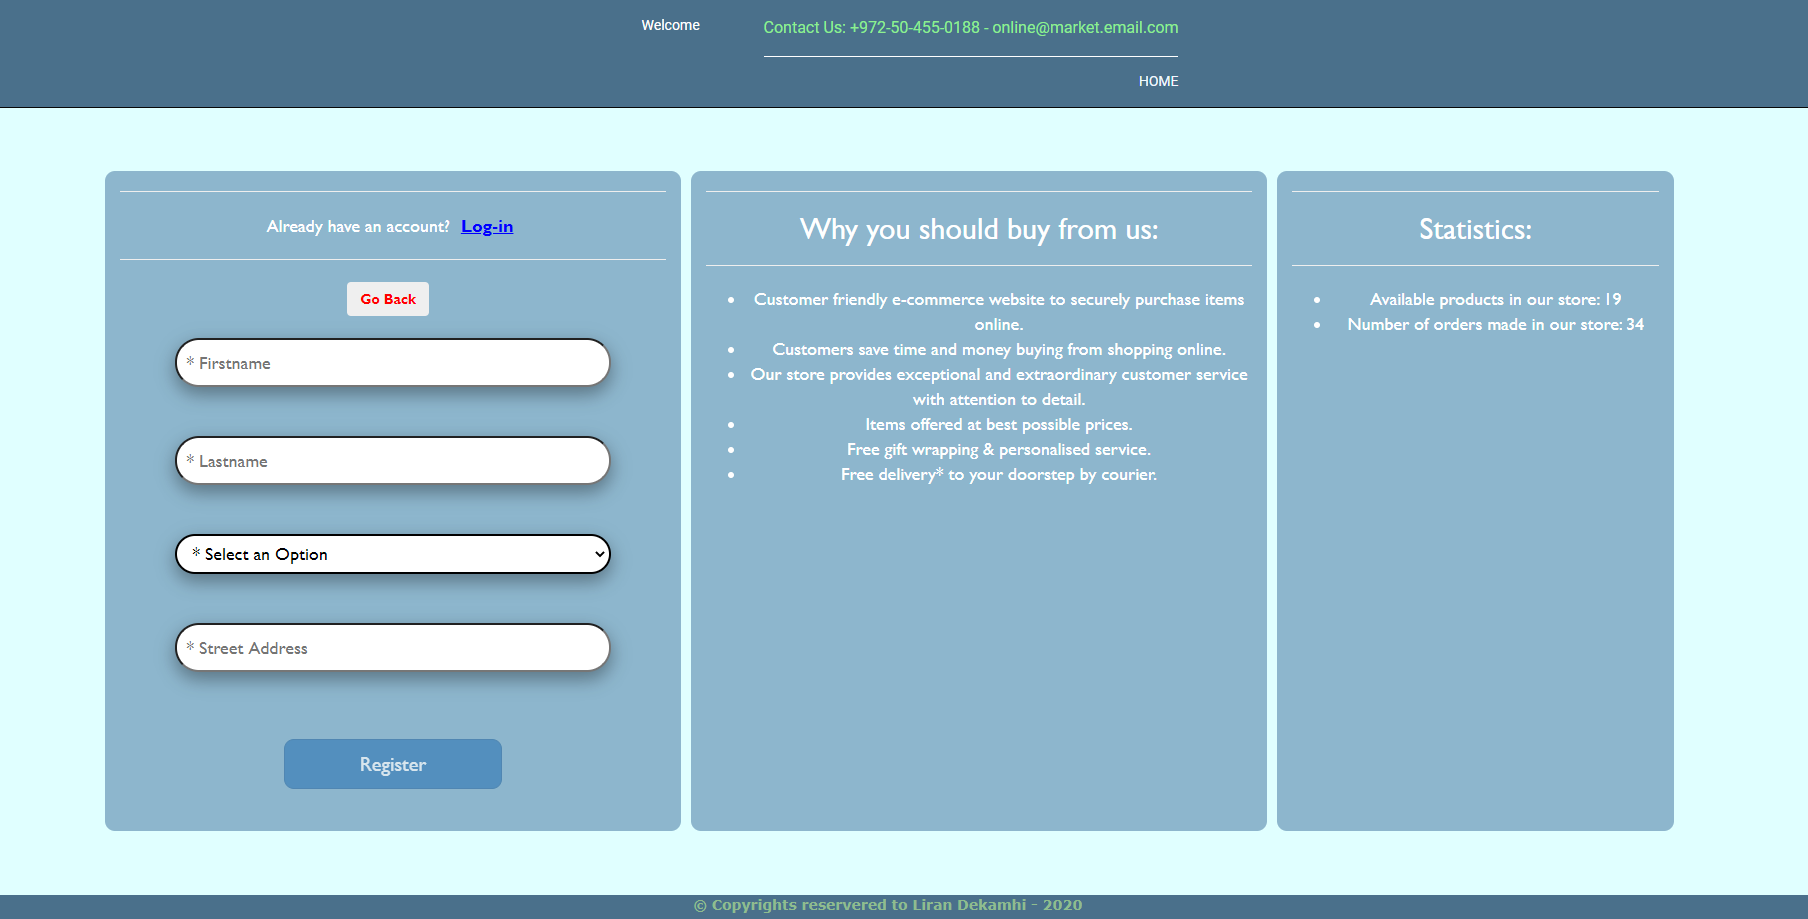 Welcome
Contact Us: +972-50-455-0188 - online@market.email.com
HOME
Already have an account? Log-in
Go Back
* Firstname
* Lastname
* Select an Option
* Street Address
Register
Why you should buy from us:
• Customer friendly e-commerce website to securely purchase items
online.
• Customers save time and money buying from shopping online.
• Our store provides exceptional and extraordinary customer service
with attention to detail.
• Items offered at best possible prices.
• Free gift wrapping & personalised service.
• Free delivery* to your doorstep by courier.
Statistics:
• Available products in our store: 19
• Number of orders made in our store: 34
© Copyrights reservered to Liran Dekamhi - 2020